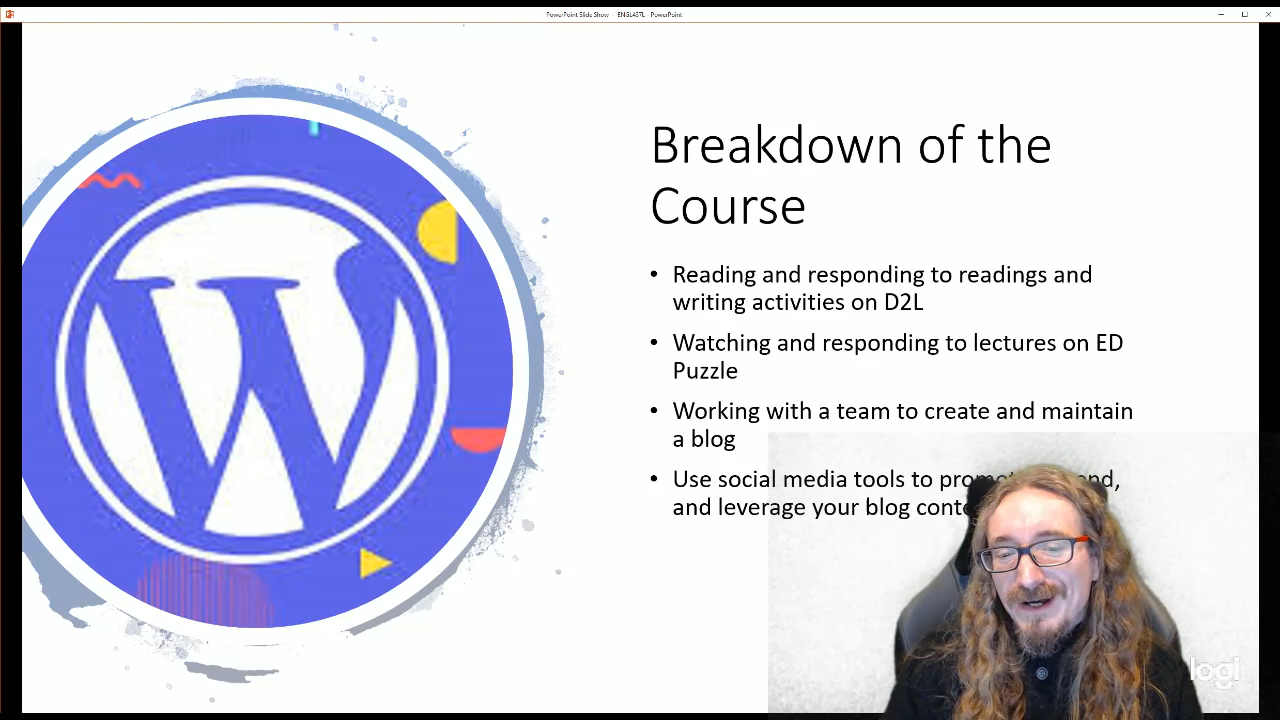 PowerPoint Slide Show - ENGL437L - PowerPoint
Breakdown of the
Course
• Reading and responding to readings and
writing activities on D2L
• Watching and responding to lectures on ED
Puzzle
• Working with a team to create and maintain
a blog
• Use social media tools to
and leverage your blog
W
logi